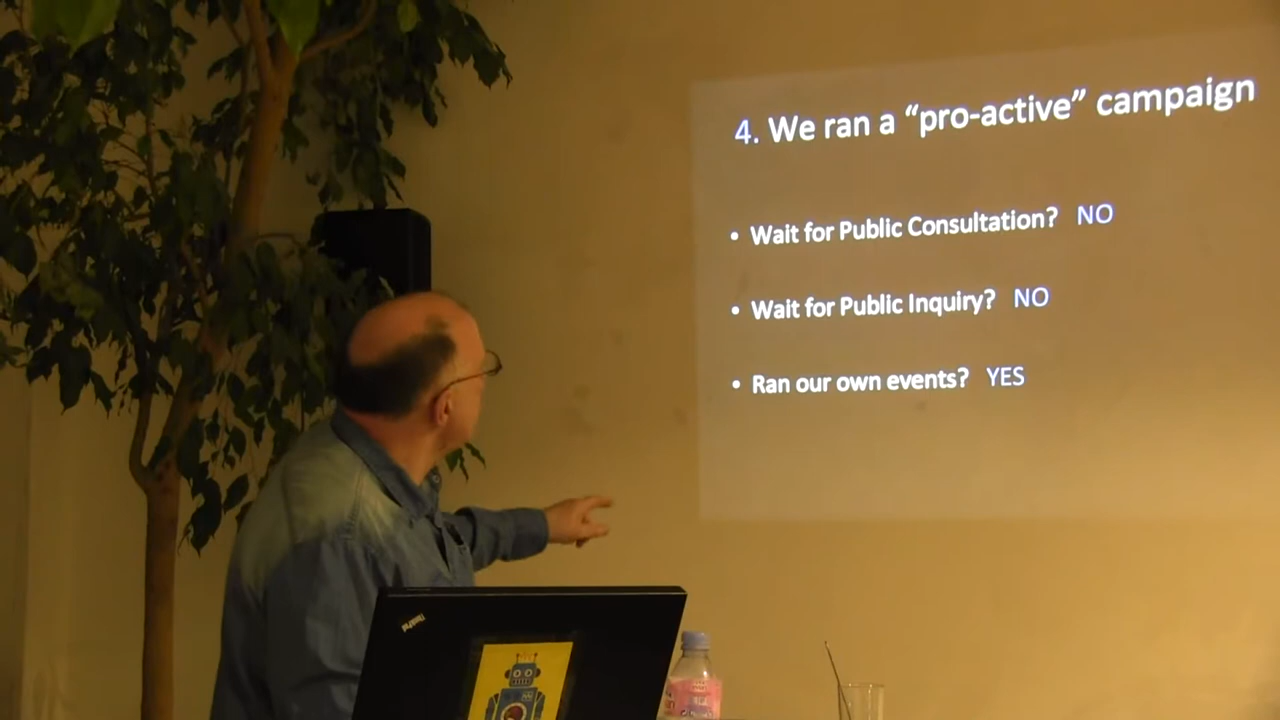 4. We ran a “pro-active” campaign
• Wait for Public Consultation? NO
• Wait for Public Inquiry? NO
• Ran our own events? YES
ThinkPad